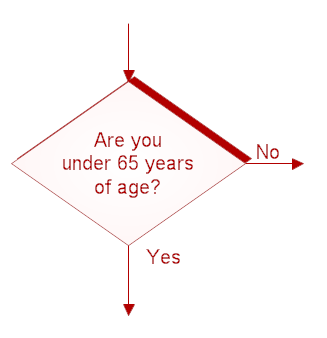 Are you
under 65 years
of age?
No
Yes